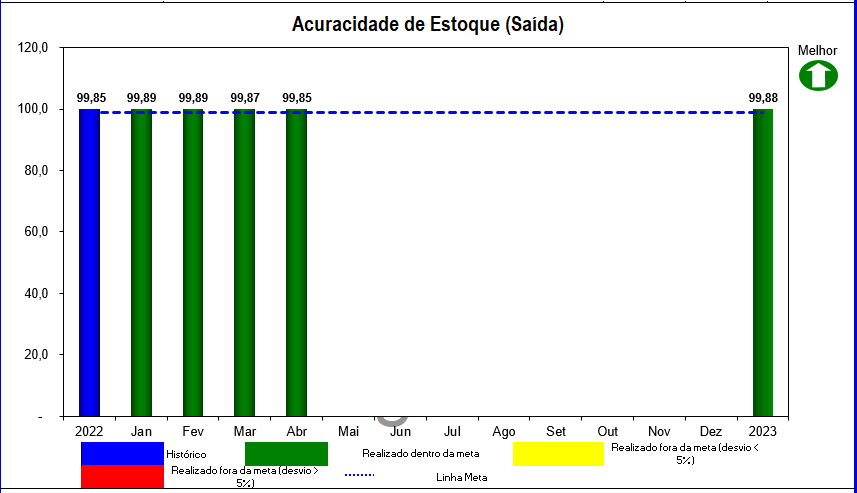 Acuracidade de Estoque (Saída)
Melhor
120,0
100,0
80,0
60,0
40,0
20,0
-
99,85 99,89 99,89 99,87 99,85 99,88
2022 Jan Fev Mar Abr Mai Jun Jul Ago Set Out Nov Dez 2023
Histórico
Realizado dentro da meta
Realizado fora da meta (desvio <
5%)
Realizado fora da meta (desvio >
5%)
Linha Meta